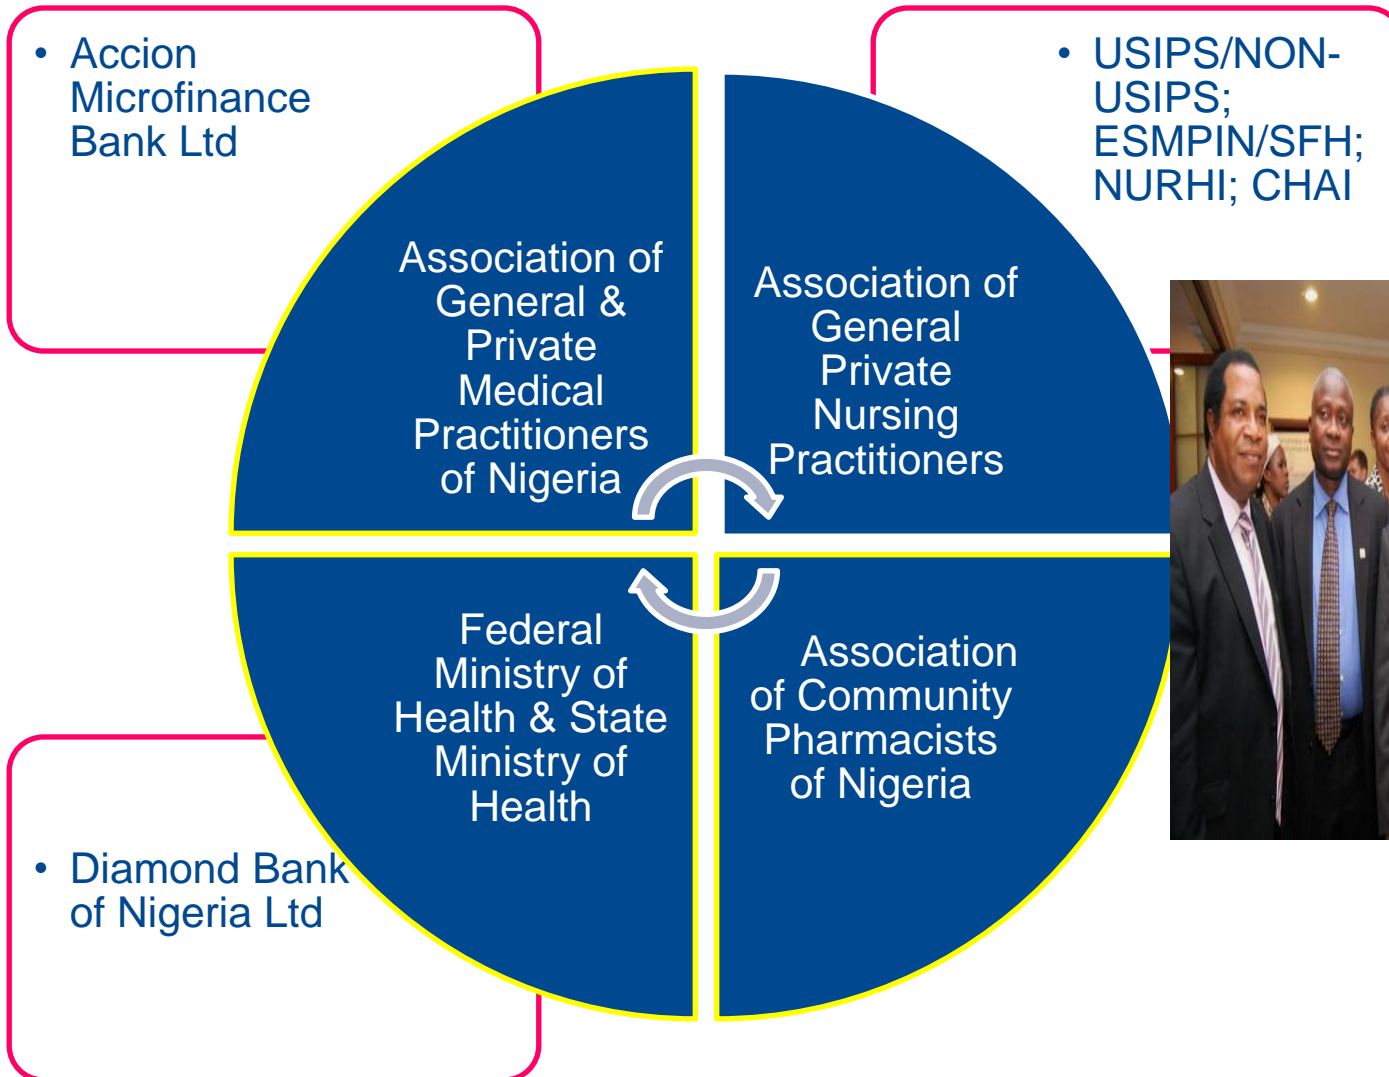 • Accion
Microfinance
Bank Ltd
• USIPS/NON-
USIPS;
ESMPIN/SFH;
NURHI; CHAI
Association of
General &
Private
Medical
Practitioners
of Nigeria
Association of
General
Private
Nursing
Practitioners
Federal
Ministry of
Health & State
Ministry of
Health
Association
of Community
Pharmacists
of Nigeria
• Diamond Bank
of Nigeria Ltd